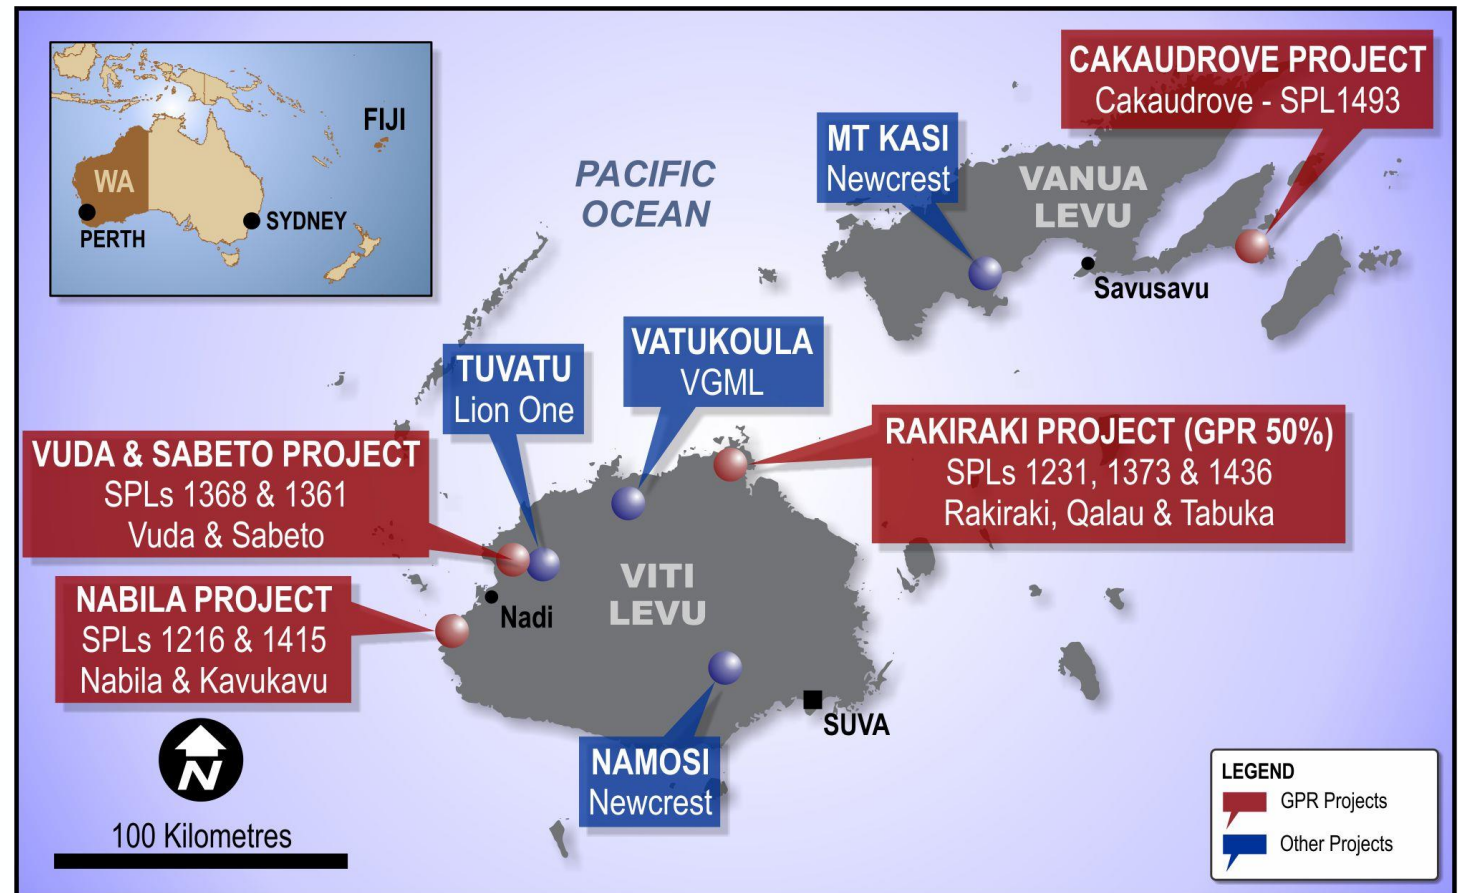 FIJI
WA
PERTH
SYDNEY
PACIFIC
OCEAN
CAKAUDROVE PROJECT
Cakaudrove - SPL1493
MT KASI
Newcrest
VANUA
LEVU
Savusavu
VATUKOULA
VGML
TUVATU
Lion One
RAKIRAKI PROJECT (GPR 50%)
SPLs 1231, 1373 & 1436
Rakiraki, Qalau & Tabuka
VUDA & SABETO PROJECT
SPLs 1368 & 1361
Vuda & Sabeto
VITI
LEVU
Nadi
NABILA PROJECT
SPLs 1216 & 1415
Nabila & Kavukavu
SUVA
NAMOSI
Newcrest
N
100 Kilometres
LEGEND
GPR Projects
Other Projects